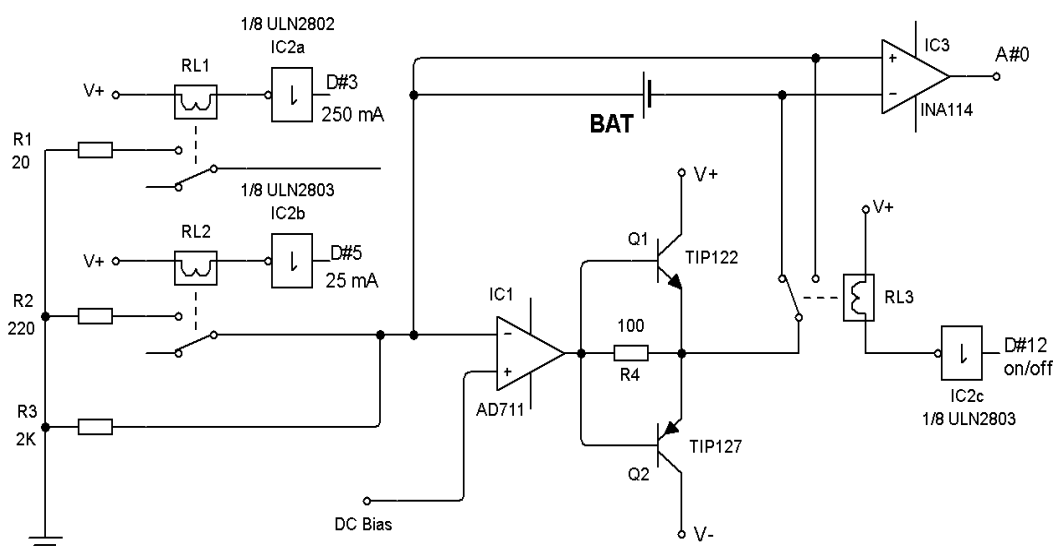 1/8 ULN2802
IC2a
RL1
V+
D#3
250 mA
R1
20
1/8 ULN2803
IC2b
RL2
V+
D#5
25 mA
R2
220
R3
2K
DC Bias
IC1
AD711
100
R4
Q1
TIP122
V+
Q2
TIP127
V-
BAT
+
-
IC3
INA114
A#0
-
+
V+
RL3
D#12
on/off
IC2c
1/8 ULN2803